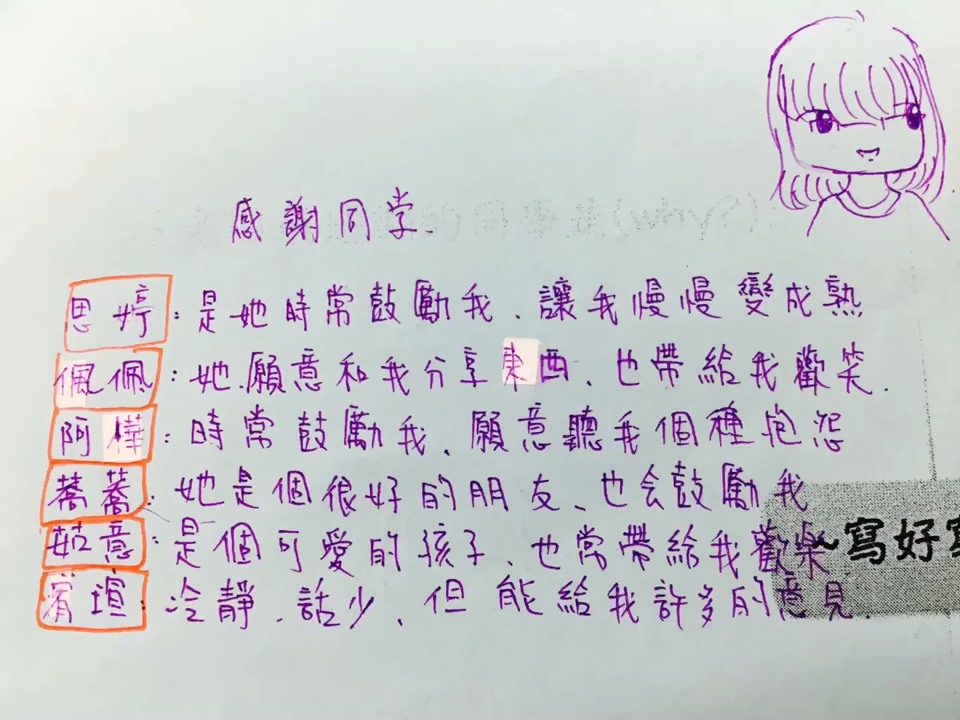 感謝同学.
思婷：是她時常鼓勵我、讓我慢慢變成熟
佩佩：她.願意和我分享東西、也帶給我歡笑.
阿樺：時常鼓勵我、願意聽我個種抱怨
蕎蕎：她是個很好的朋友、也会鼓勵我
茹意：是個可愛的孩子、也常帶給我歡樂
宥瑄：冷靜、話少、但能給我許多的意見.
~寫好